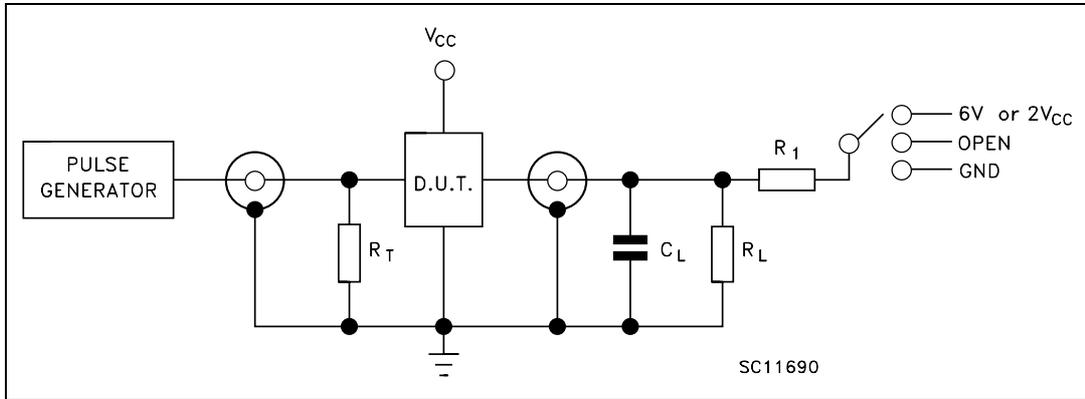 VCC
PULSE
GENERATOR
D.U.T.
RT
CL
RL
R1
6V or 2VCC
OPEN
GND
SC11690